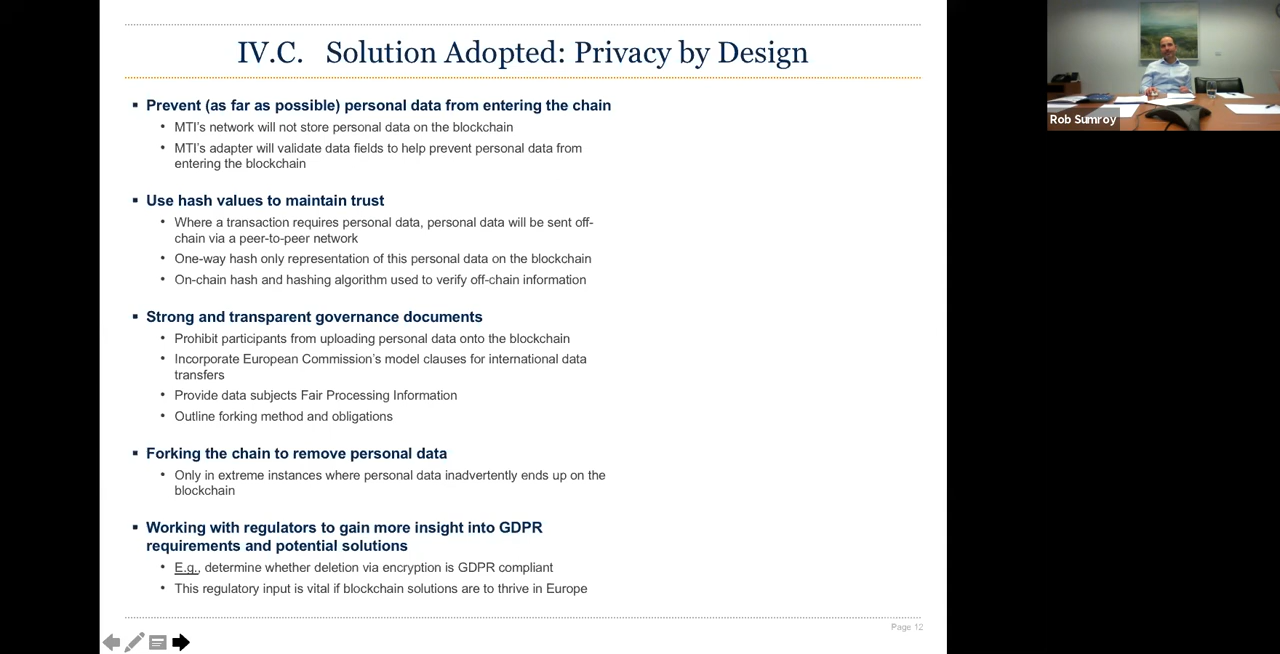 IV.C. Solution Adopted: Privacy by Design
▪ Prevent (as far as possible) personal data from entering the chain
• MTI's network will not store personal data on the blockchain
• MTI's adapter will validate data fields to help prevent personal data from
entering the blockchain
▪ Use hash values to maintain trust
• Where a transaction requires personal data, personal data will be sent off-
chain via a peer-to-peer network
• One-way hash only representation of this personal data on the blockchain
• On-chain hash and hashing algorithm used to verify off-chain information
▪ Strong and transparent governance documents
• Prohibit participants from uploading personal data onto the blockchain
• Incorporate European Commission's model clauses for international data
transfers
• Provide data subjects Fair Processing Information
• Outline forking method and obligations
▪ Forking the chain to remove personal data
• Only in extreme instances where personal data inadvertently ends up on the
blockchain
▪ Working with regulators to gain more insight into GDPR
requirements and potential solutions
• E.g., determine whether deletion via encryption is GDPR compliant
• This regulatory input is vital if blockchain solutions are to thrive in Europe
Page 12
Rob Sumroy